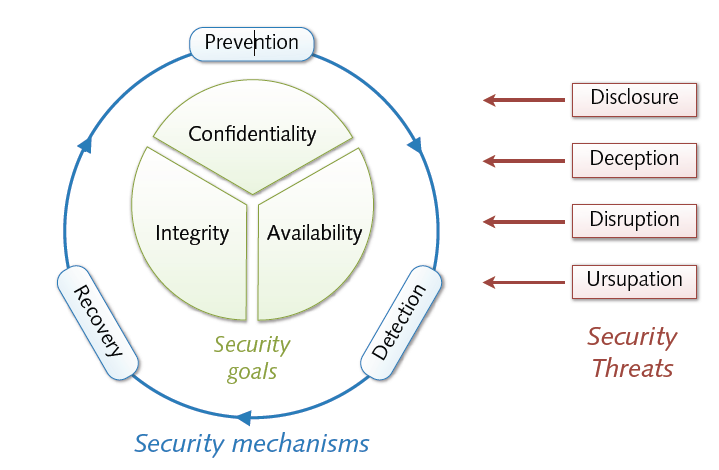 Prevention
Confidentiality
Integrity
Availability
Recovery
Detection
Security
goals
Security mechanisms
Disclosure
Deception
Disruption
Ursupation
Security
Threats